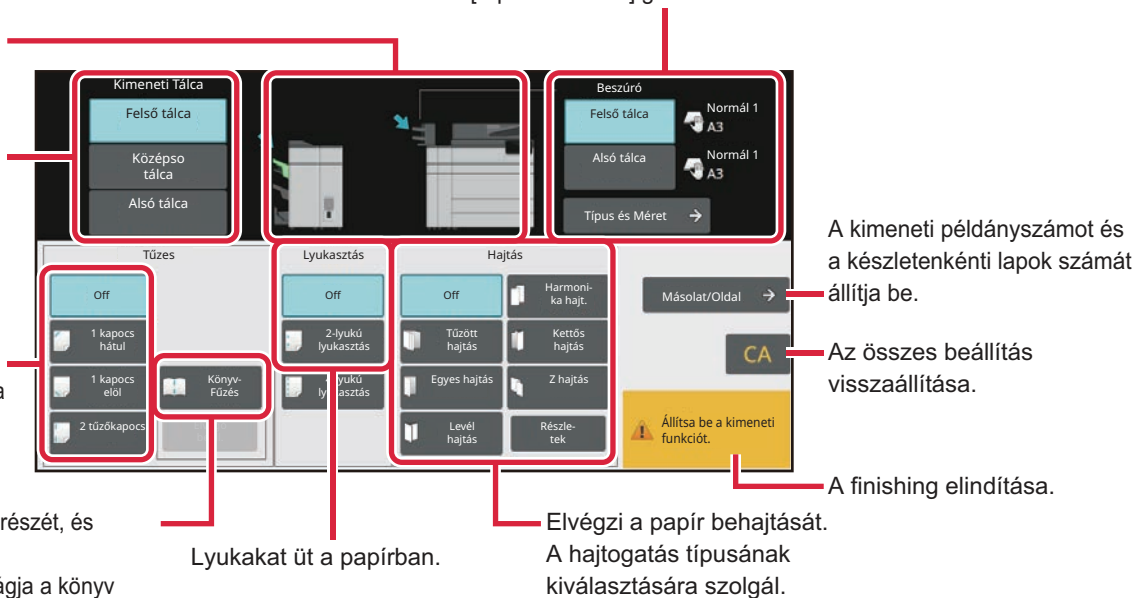 Kimeneti Tálca
Felső tálca
Középso
tálca
Alsó tálca
Beszúró
Felső tálca
Normál 1
A3
Alsó tálca
Normál 1
A3
Típus és Méret
Tűzes
Off
1 kapocs
hátul
1 kapocs
elöl
2 tűzőkapocs
Könyv-
Fűzés
Lyukasztás
Off
2-lyukú
lyukasztás
lyukasztás
Hajtás
Off
Harmoni-
ka hajt.
Tűzött
hajtás
Kettős
hajtás
Egyes hajtás
Z hajtás
Levél
hajtás
Részle-
tek
Másolat/Oldal
CA
Állítsa be a kimeneti
funkciót.
A kimeneti példányszámot és
a készletenkénti lapok számát
állítja be.
Az összes beállítás
visszaállítása.
A finishing elindítása.
a
részét, és
Lyukakat üt a papírban.
Elvégzi a papír behajtását.
A hajtogatás típusának
kiválasztására szolgál.
a könyv